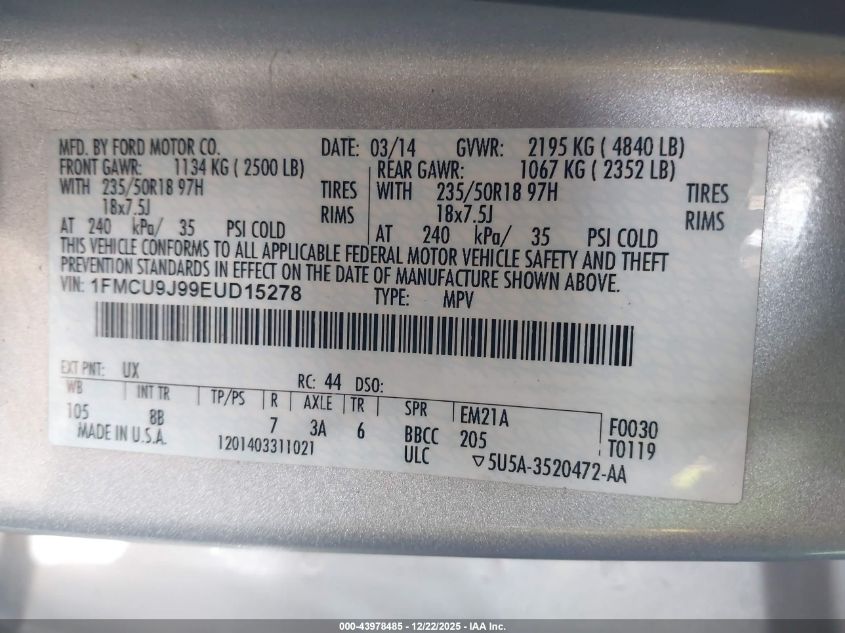 MFD. BY FORD MOTOR CO. DATE: 03/14 GVWR: 2195 KG ( 4840 LB)
FRONT GAWR: 1134 KG ( 2500 LB) REAR GAWR: 1067 KG ( 2352 LB)
WITH 235/50R18 97H TIRES WITH 235/50R18 97H TIRES
18x7.5J RIMS 18x7.5J RIMS
AT 240 kPa/ 35 PSI COLD AT 240 kPa/ 35 PSI COLD
THIS VEHICLE CONFORMS TO ALL APPLICABLE FEDERAL MOTOR VEHICLE SAFETY AND THEFT
PREVENTION STANDARDS IN EFFECT ON THE DATE OF MANUFACTURE SHOWN ABOVE.
VIN: 1FMCU9J99EUD15278 TYPE: MPV
EXT PNT: UX RC: 44 DSO:
WB INT TR TP/PS R AXLE TR SPR EM21A F0030
105 8B 7 3A 6 BBCC 205 T0119
MADE IN U.S.A. 1201403311021 ULC ▽5U5A-3520472-AA
000-43978485 - 12/22/2025 - IAA Inc.